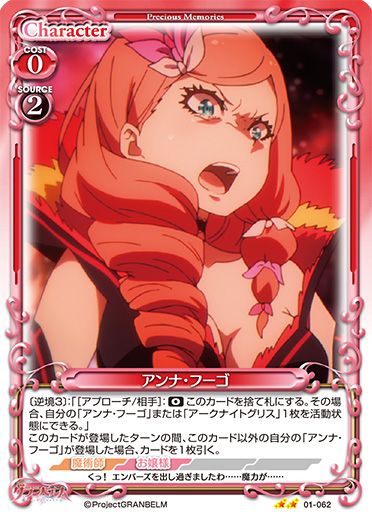 Precious Memories
Character
COST
0
SOURCE
2
アンナ・フーゴ
〔逆境3〕：「[アプローチ/相手]：0このカードを捨て札にする。その場
合、自分の「アンナ・フーゴ」または「アークナイトグリス」1枚を活動状
態にできる。」
このカードが登場したターンの間、このカード以外の自分の「アンナ・
フーゴ」が登場した場合、カードを1枚引く。
魔術師 お嬢様
くっ！ エンバーズを出し過ぎましたわ……魔力が……
©ProjectGRANBELM
01-062